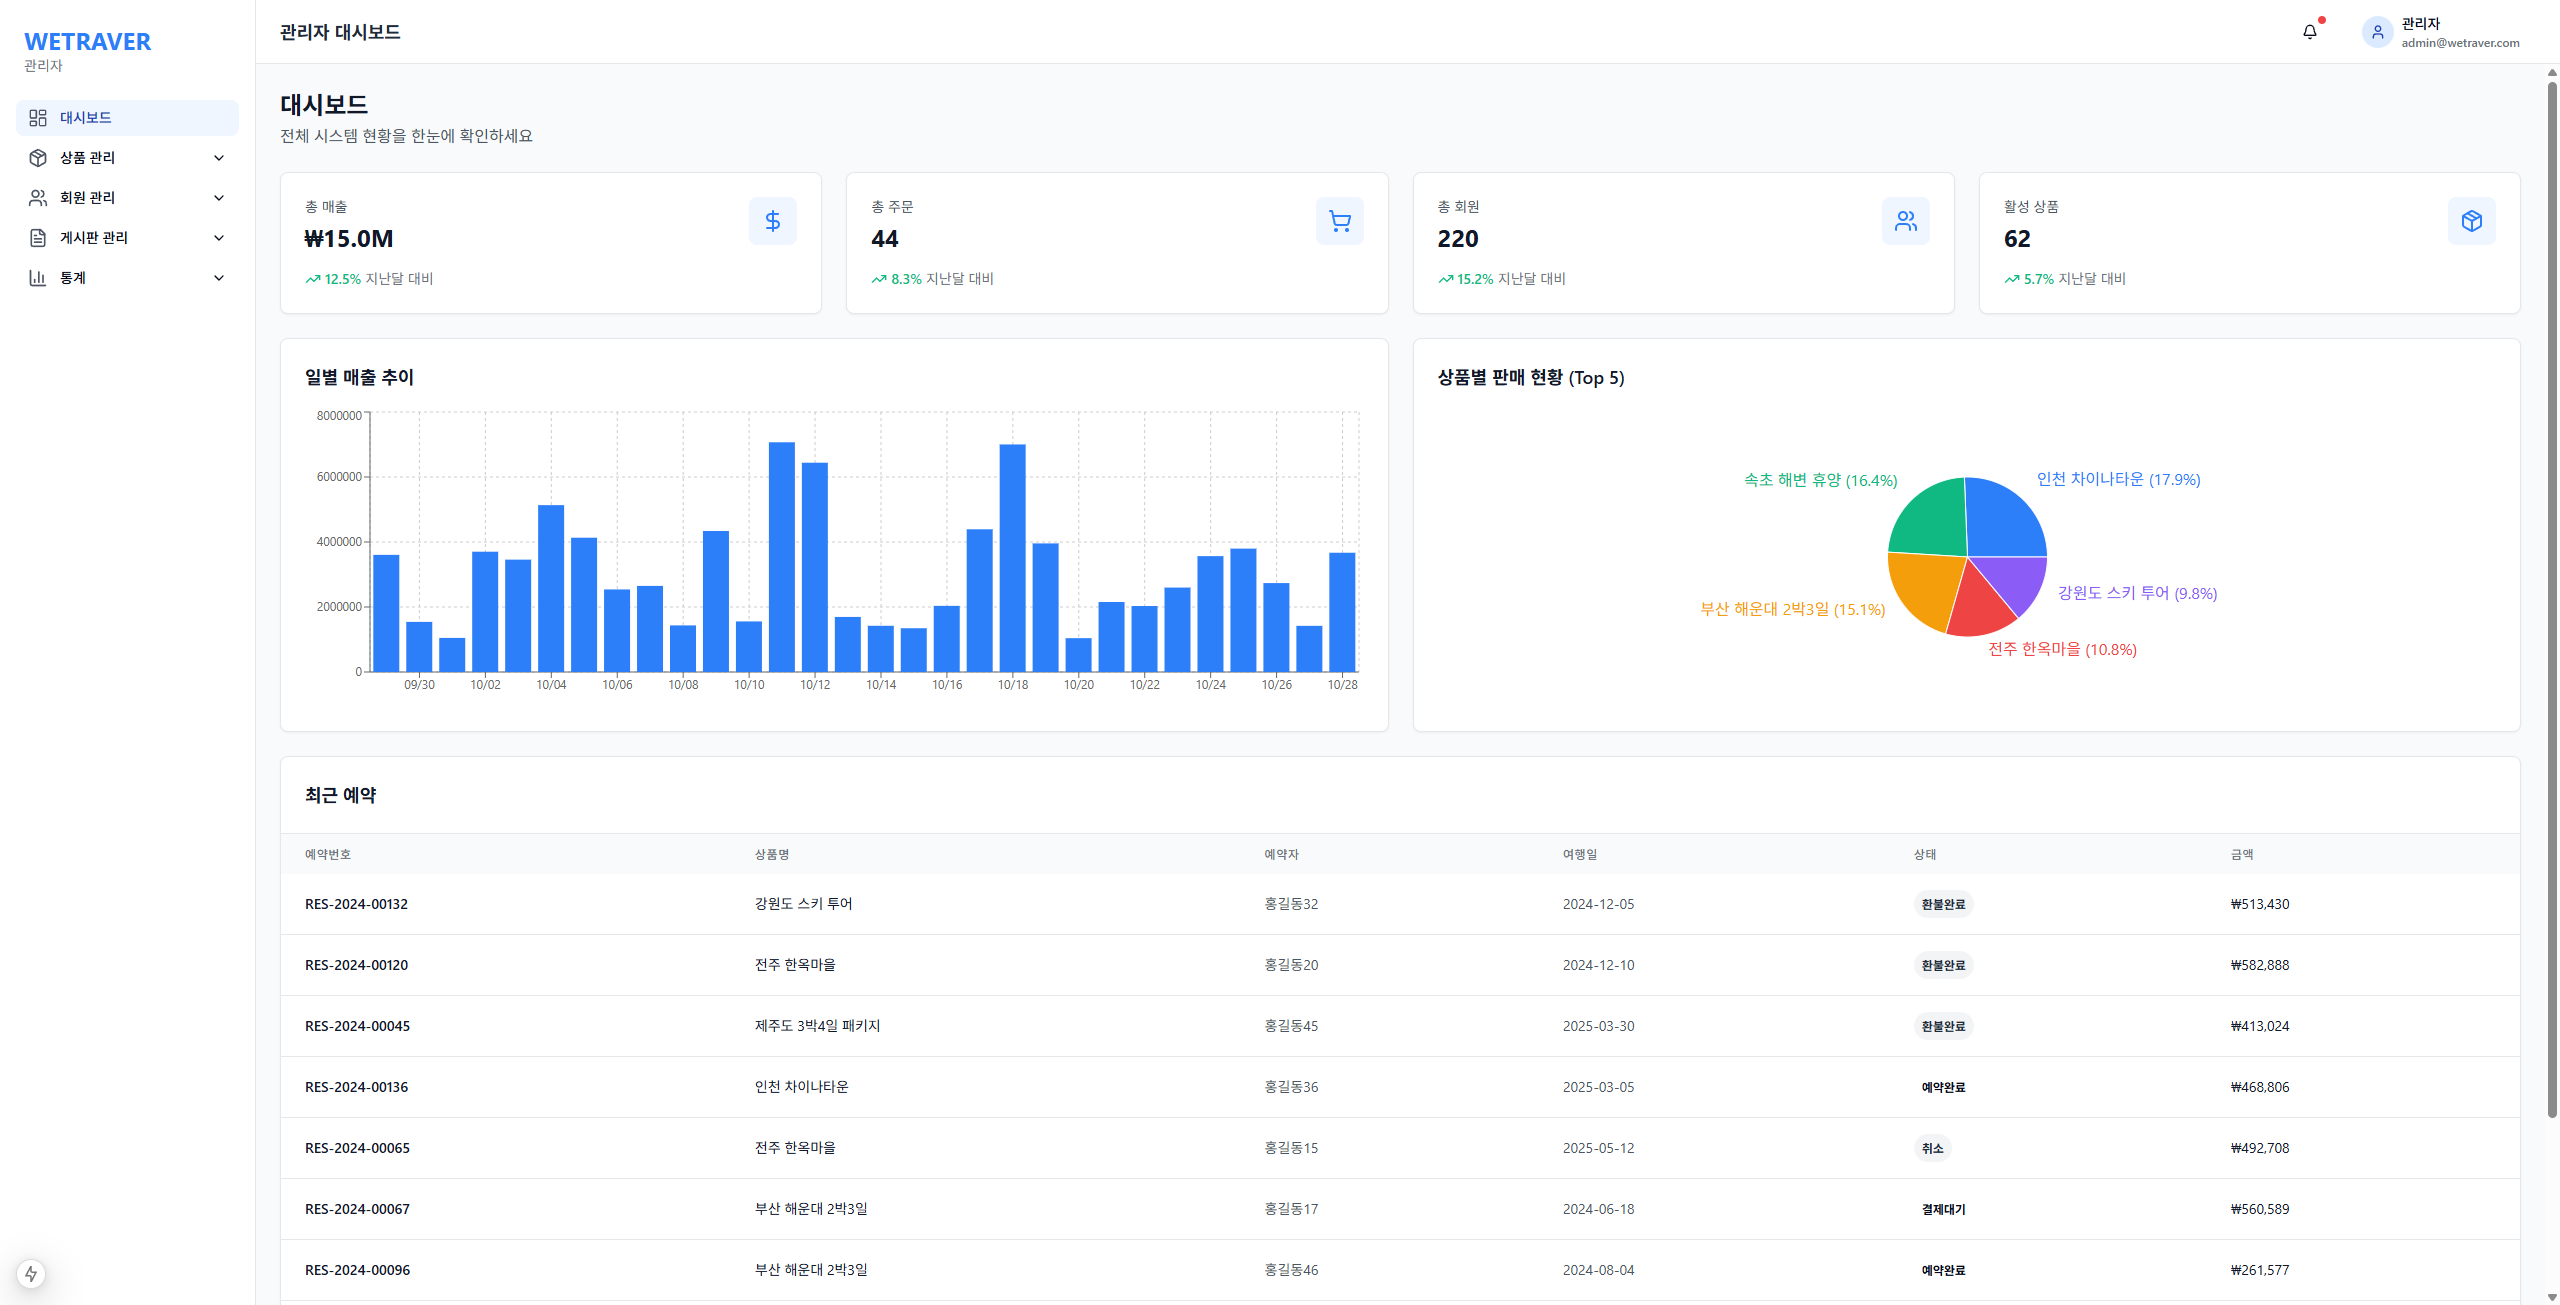 WETRAVER
관리자
대시보드
상품 관리
회원 관리
게시판 관리
통계
관리자 대시보드
관리자
admin@wetraver.com
대시보드
전체 시스템 현황을 한눈에 확인하세요
총 매출
₩15.0M
12.5% 지난달 대비
총 주문
44
8.3% 지난달 대비
총 회원
220
15.2% 지난달 대비
활성 상품
62
5.7% 지난달 대비
일별 매출 추이
8000000
6000000
4000000
2000000
0
09/30 10/02 10/04 10/06 10/08 10/10 10/12 10/14 10/16 10/18 10/20 10/22 10/24 10/26 10/28
상품별 판매 현황 (Top 5)
속초 해변 휴양 (16.4%)
인천 차이나타운 (17.9%)
강원도 스키 투어 (9.8%)
부산 해운대 2박3일 (15.1%)
전주 한옥마을 (10.8%)
최근 예약
예약번호 상품명 예약자 여행일 상태 금액
RES-2024-00132 강원도 스키 투어 홍길동32 2024-12-05 환불완료 ₩513,430
RES-2024-00120 전주 한옥마을 홍길동20 2024-12-10 환불완료 ₩582,888
RES-2024-00045 제주도 3박4일 패키지 홍길동45 2025-03-30 환불완료 ₩413,024
RES-2024-00136 인천 차이나타운 홍길동36 2025-03-05 예약완료 ₩468,806
RES-2024-00065 전주 한옥마을 홍길동15 2025-05-12 취소 ₩492,708
RES-2024-00067 부산 해운대 2박3일 홍길동17 2024-06-18 결제대기 ₩560,589
RES-2024-00096 부산 해운대 2박3일 홍길동46 2024-08-04 예약완료 ₩261,577